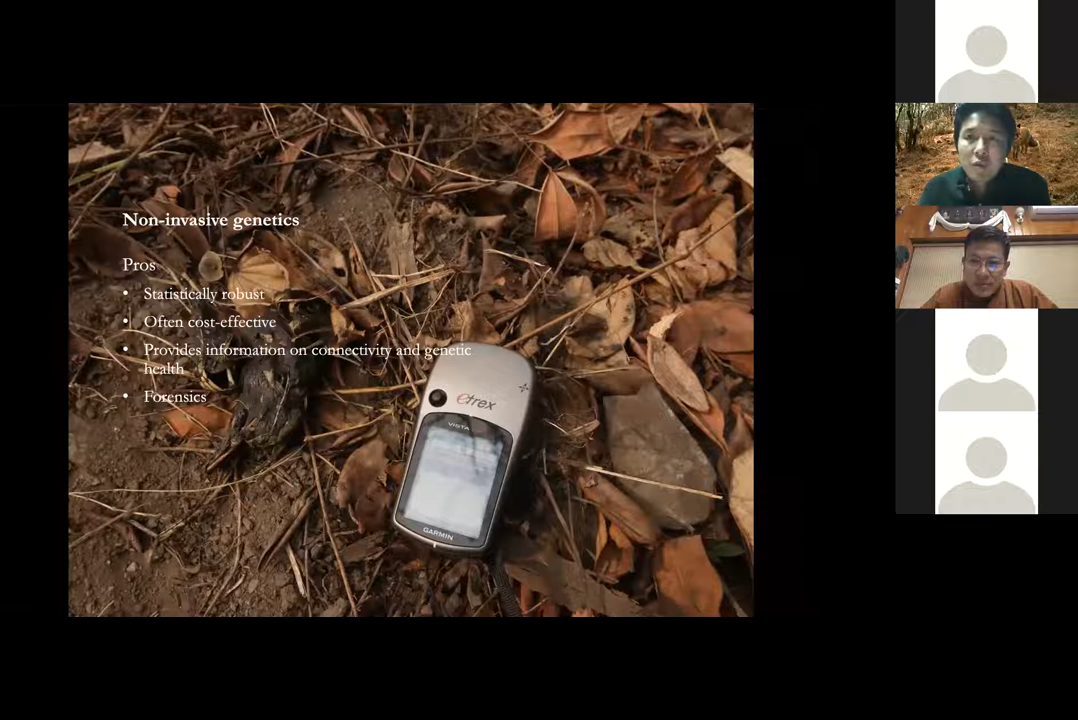 Non-invasive genetics
Pros
• Statistically robust
• Often cost-effective
• Provides information on connectivity and genetic
health
• Forensics
etrex
VISTA
GARMIN